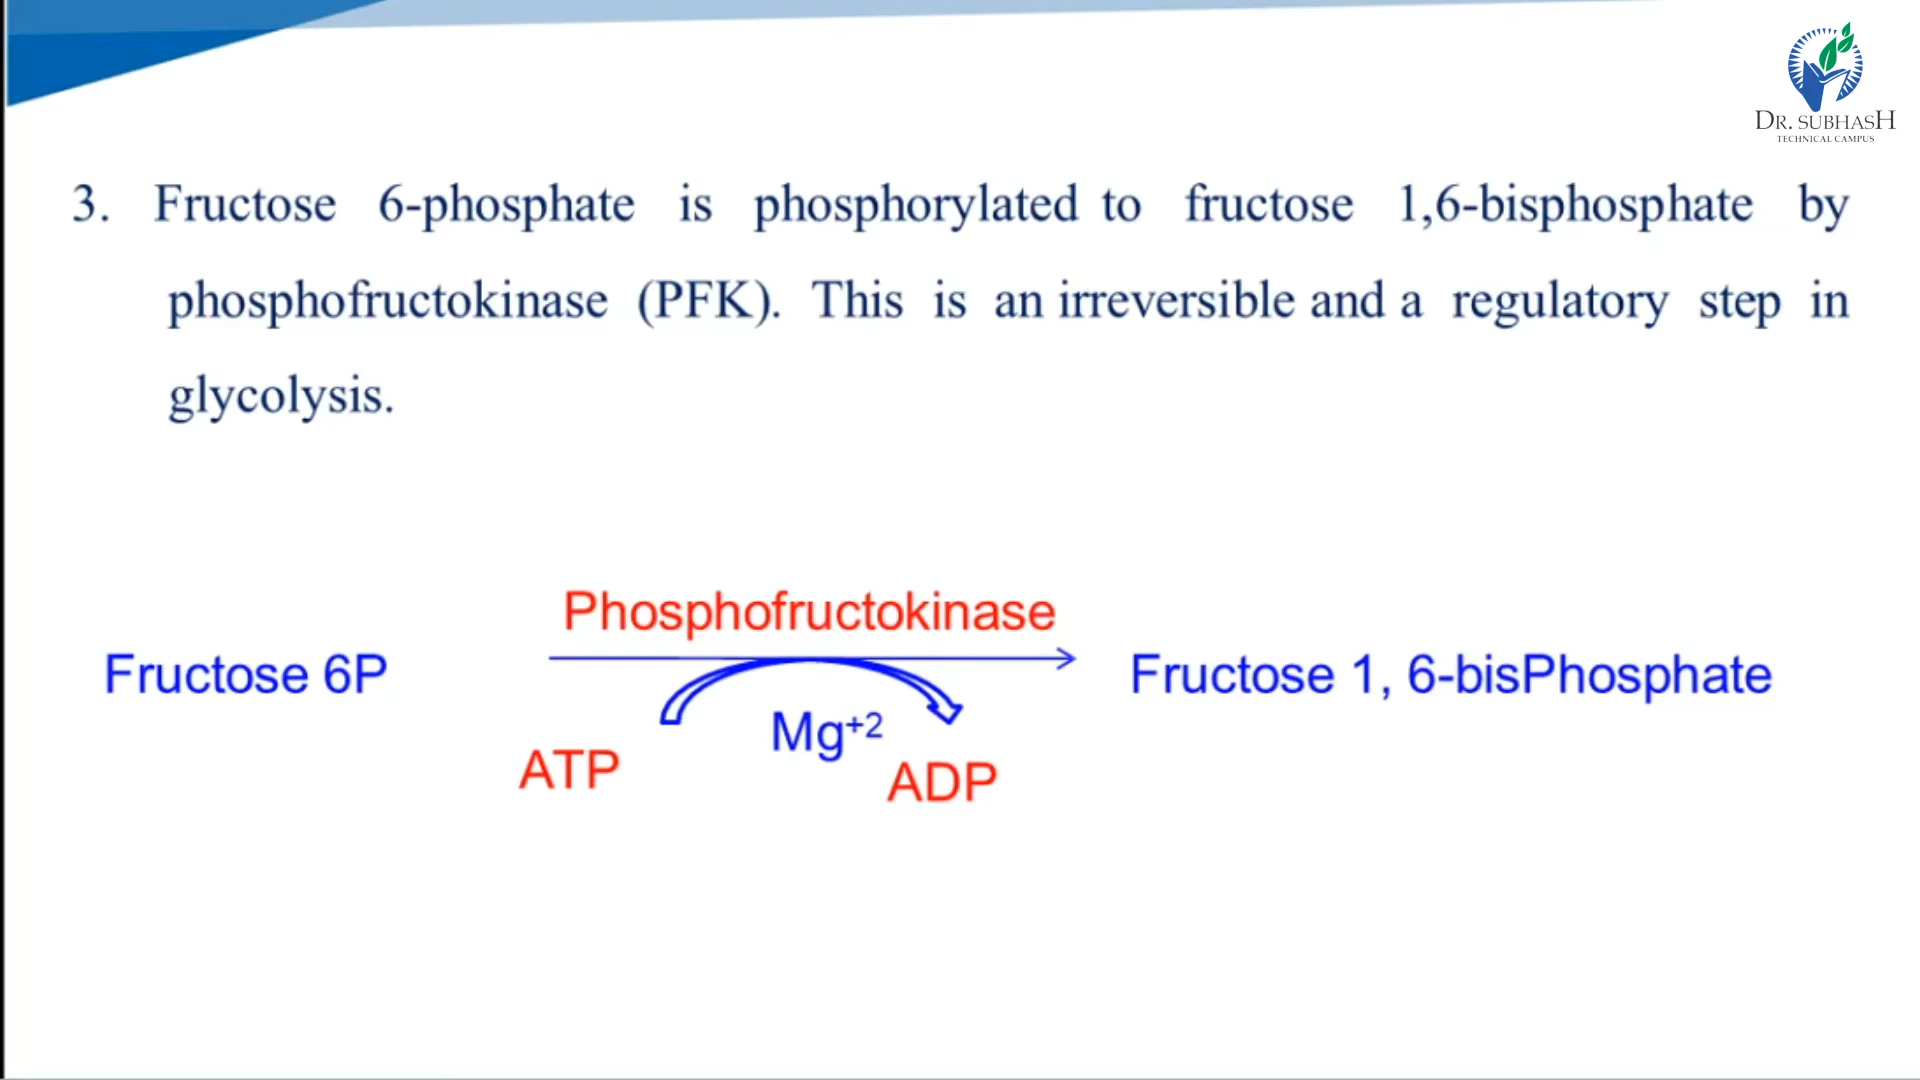 DR. SUBHASH
TECHNICAL CAMPUS
3. Fructose 6-phosphate is phosphorylated to fructose 1,6-bisphosphate by
phosphofructokinase (PFK). This is an irreversible and a regulatory step in
glycolysis.
Phosphofructokinase
Fructose 6P
Fructose 1, 6-bisPhosphate
Mg+2
ATP
ADP